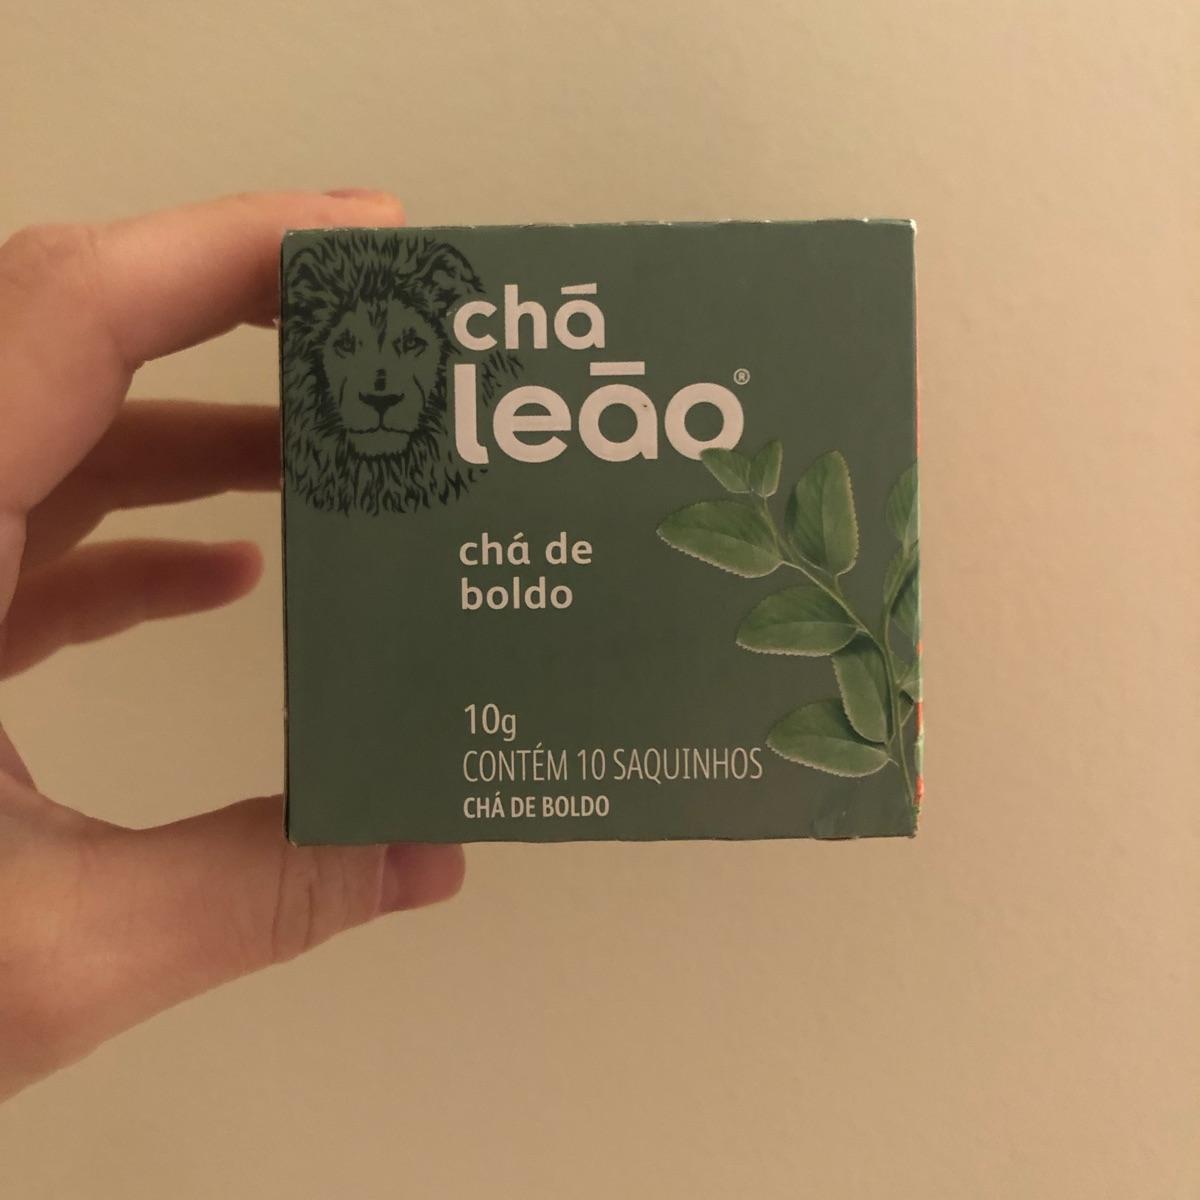 chá
leão®
chá de
boldo
10g
CONTÉM 10 SAQUINHOS
CHÁ DE BOLDO